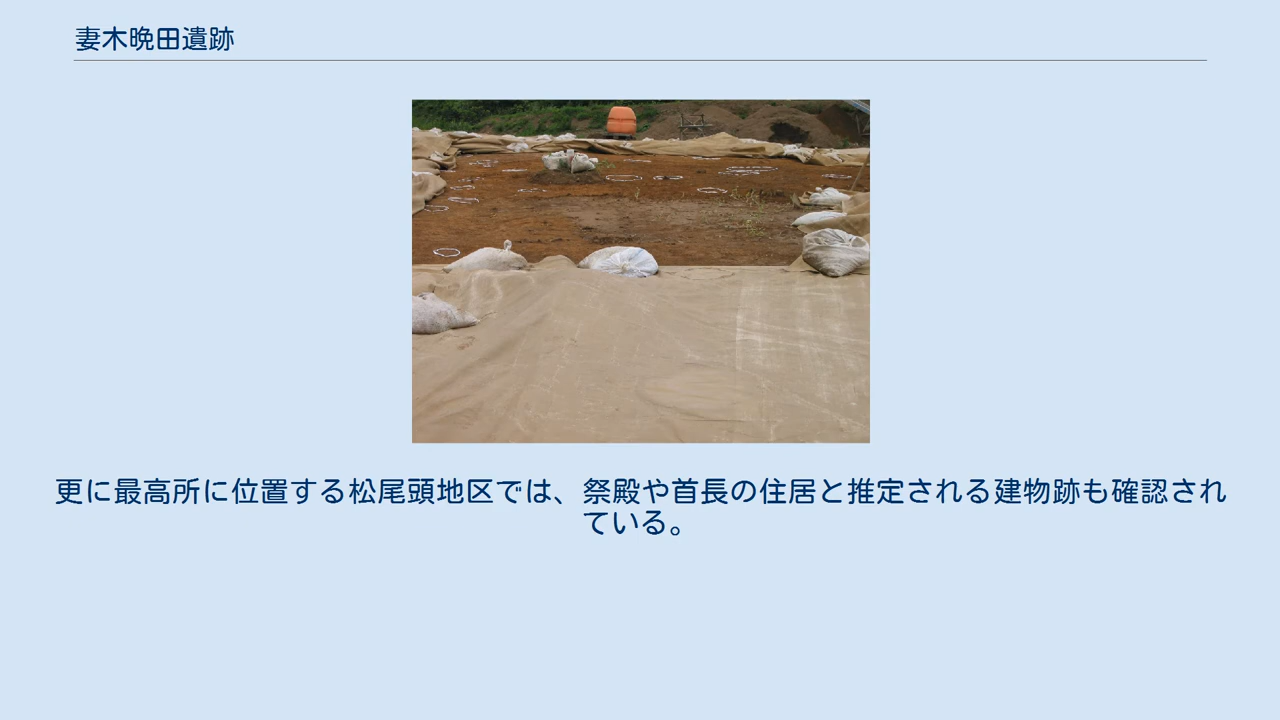 妻木晩田遺跡
更に最高所に位置する松尾頭地区では、祭殿や首長の住居と推定される建物跡も確認され
ている。